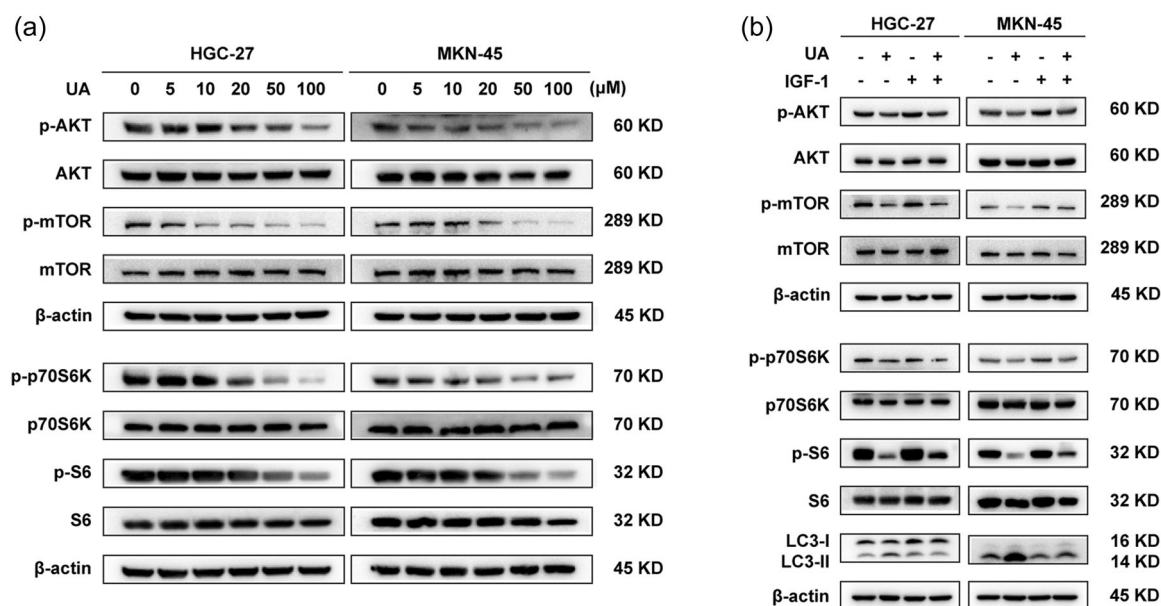 (a)
HGC-27 MKN-45
UA 0 5 10 20 50 100 0 5 10 20 50 100 (μM)
p-AKT 60 KD
AKT 60 KD
p-mTOR 289 KD
mTOR 289 KD
β-actin 45 KD
p-p70S6K 70 KD
p70S6K 70 KD
p-S6 32 KD
S6 32 KD
β-actin 45 KD
(b)
HGC-27 MKN-45
UA - + - + - + - +
IGF-1 - - + + - - + +
p-AKT 60 KD
AKT 60 KD
p-mTOR 289 KD
mTOR 289 KD
β-actin 45 KD
p-p70S6K 70 KD
p70S6K 70 KD
p-S6 32 KD
S6 32 KD
LC3-I 16 KD
LC3-II 14 KD
β-actin 45 KD